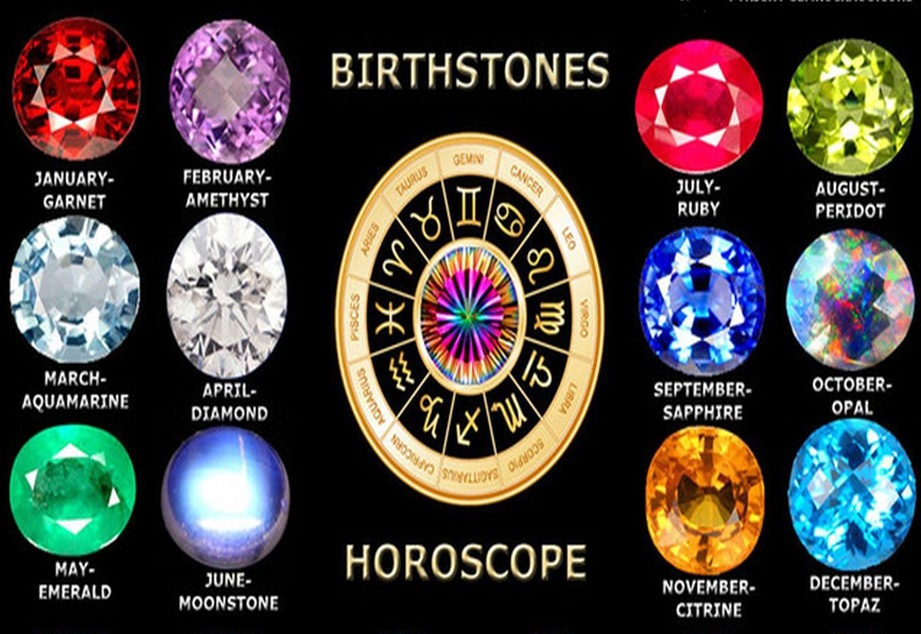 BIRTHSTONES
JANUARY-
GARNET
FEBRUARY-
AMETHYST
MARCH-
AQUAMARINE
APRIL-
DIAMOND
MAY-
EMERALD
JUNE-
MOONSTONE
GEMINI
CANCER
LEO
VIRGO
LIBRA
SCORPIO
SAGITTARIUS
CAPRICORN
AQUARIUS
PISCES
ARIES
TAURUS
HOROSCOPE
JULY-
RUBY
AUGUST-
PERIDOT
SEPTEMBER-
SAPPHIRE
OCTOBER-
OPAL
NOVEMBER-
CITRINE
DECEMBER-
TOPAZ